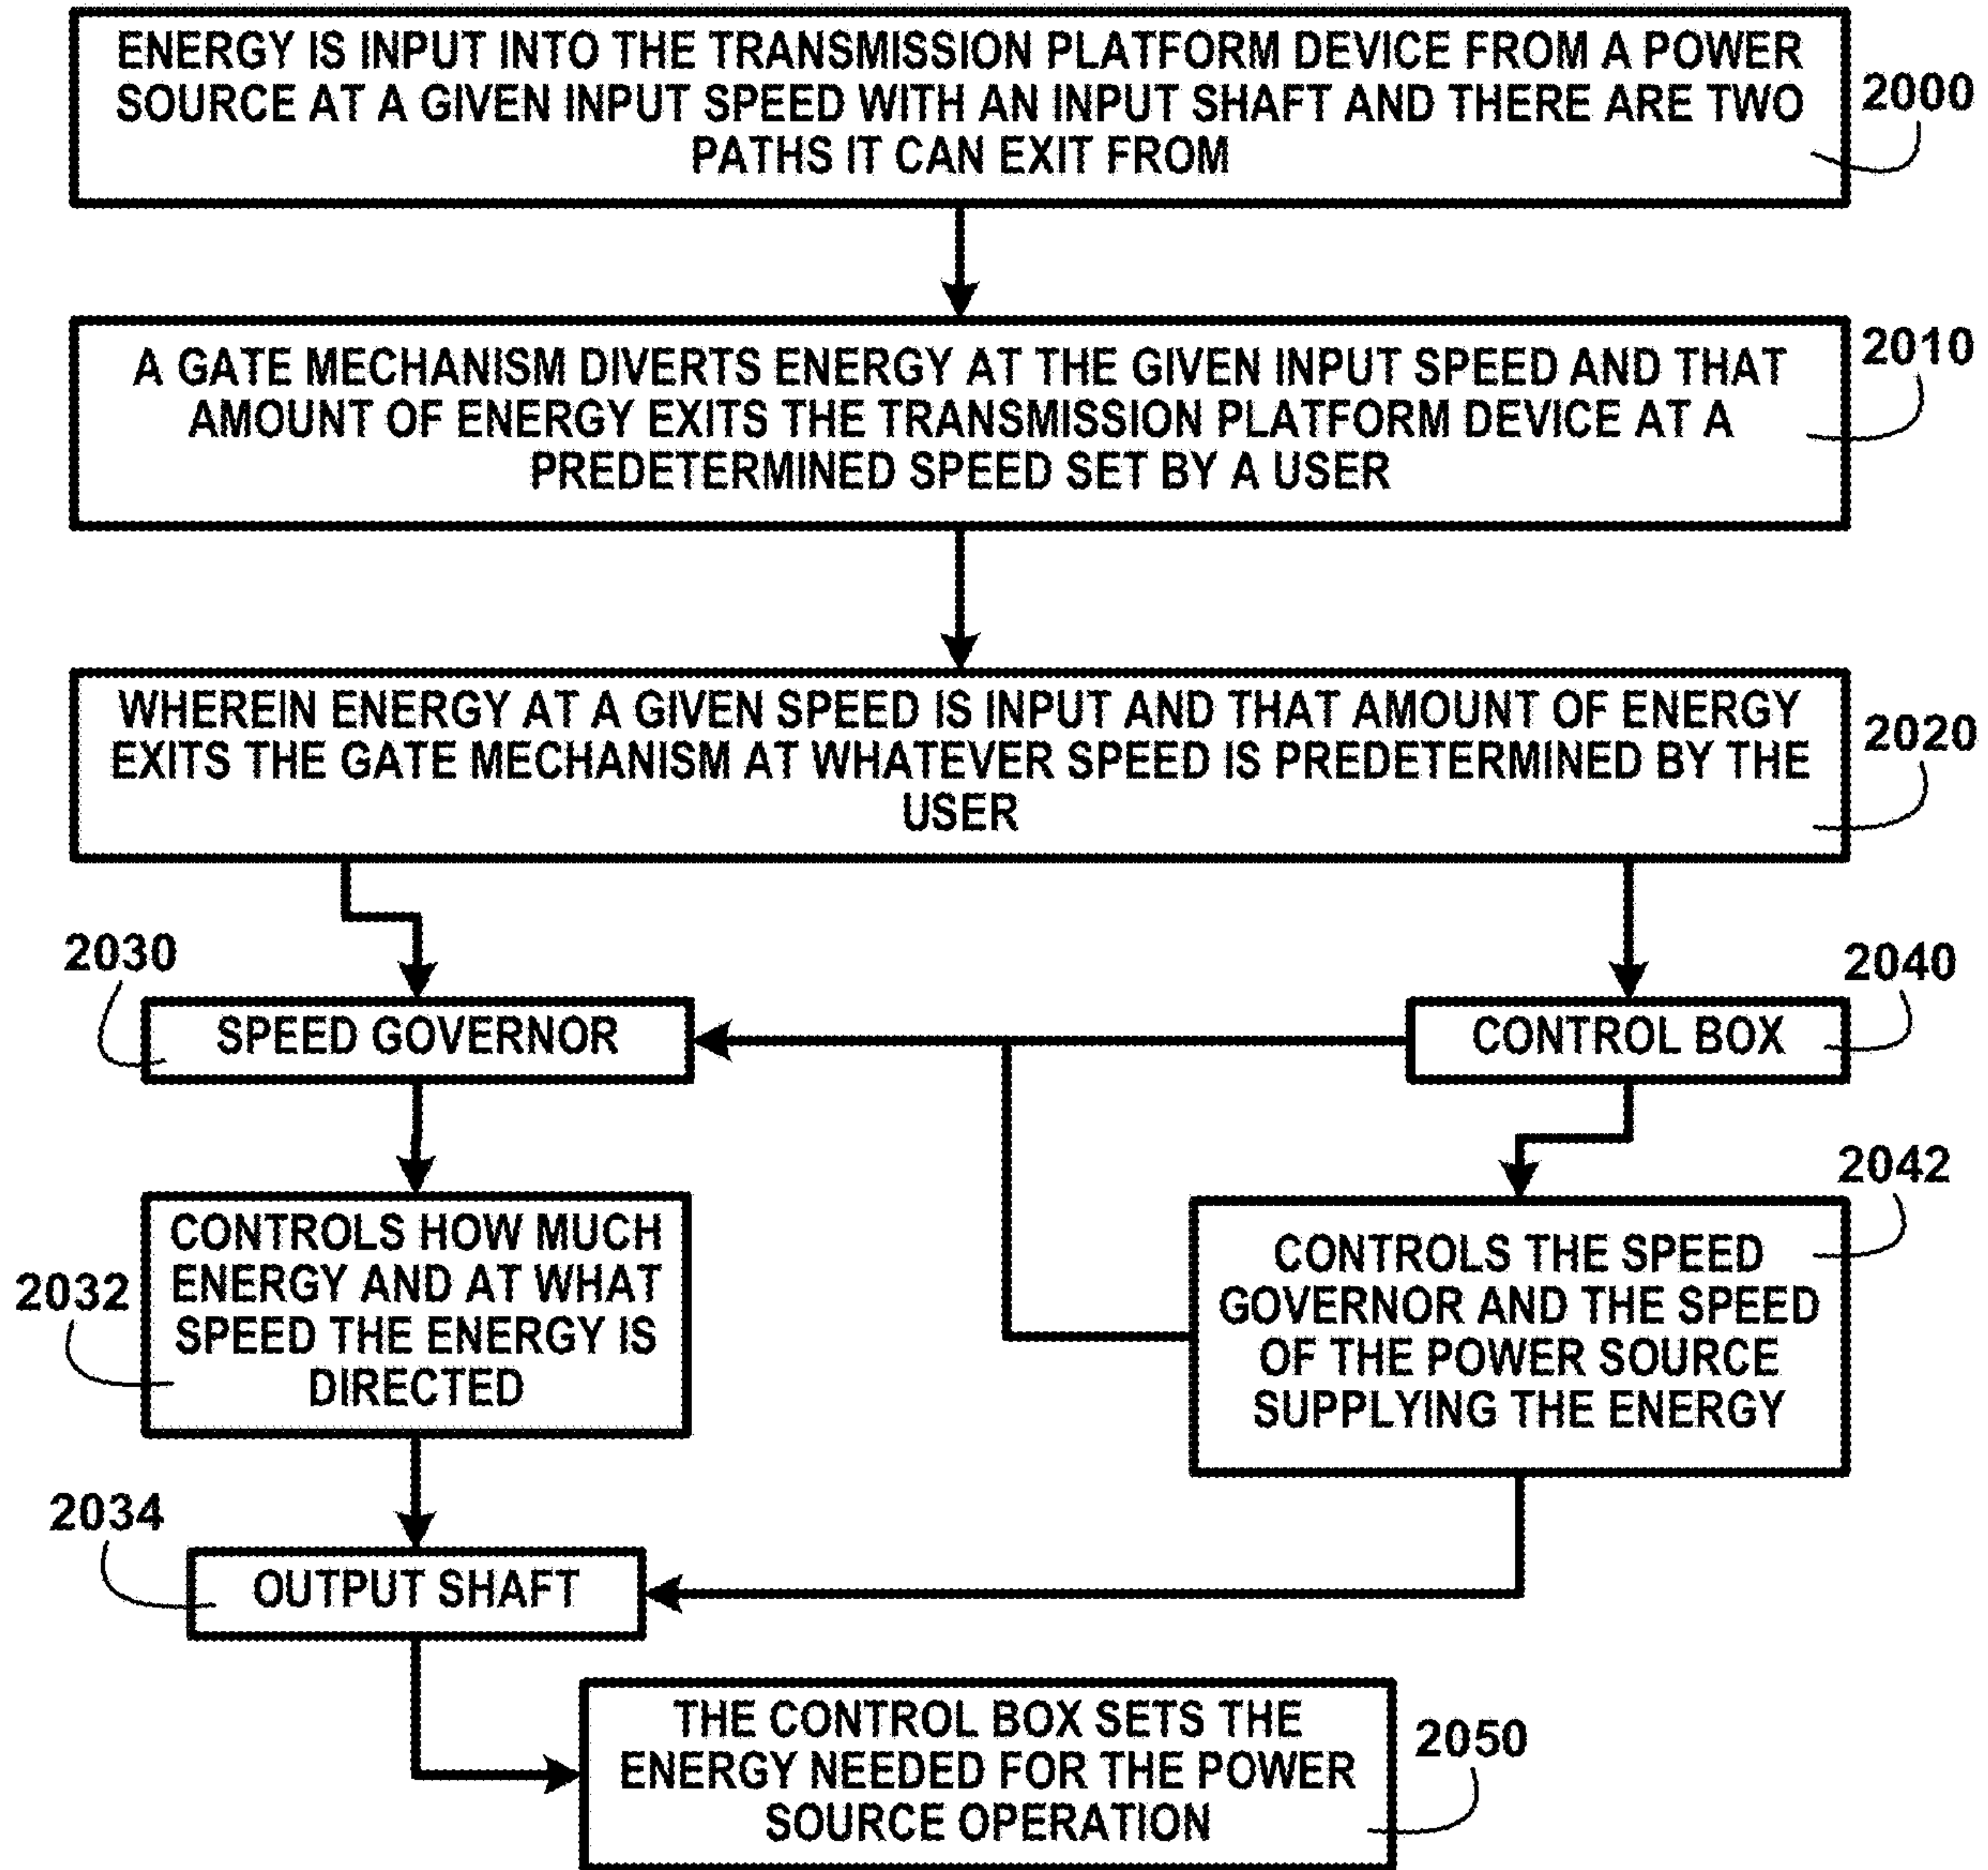 ENERGY IS INPUT INTO THE TRANSMISSION PLATFORM DEVICE FROM A POWER
SOURCE AT A GIVEN INPUT SPEED WITH AN INPUT SHAFT AND THERE ARE TWO
PATHS IT CAN EXIT FROM
2000
A GATE MECHANISM DIVERTS ENERGY AT THE GIVEN INPUT SPEED AND THAT
AMOUNT OF ENERGY EXITS THE TRANSMISSION PLATFORM DEVICE AT A
PREDETERMINED SPEED SET BY A USER
2010
WHEREIN ENERGY AT A GIVEN SPEED IS INPUT AND THAT AMOUNT OF ENERGY
EXITS THE GATE MECHANISM AT WHATEVER SPEED IS PREDETERMINED BY THE
USER
2020
2030
SPEED GOVERNOR
2040
CONTROL BOX
2032
CONTROLS HOW MUCH
ENERGY AND AT WHAT
SPEED THE ENERGY IS
DIRECTED
2042
CONTROLS THE SPEED
GOVERNOR AND THE SPEED
OF THE POWER SOURCE
SUPPLYING THE ENERGY
2034
OUTPUT SHAFT
THE CONTROL BOX SETS THE
ENERGY NEEDED FOR THE POWER
SOURCE OPERATION
2050